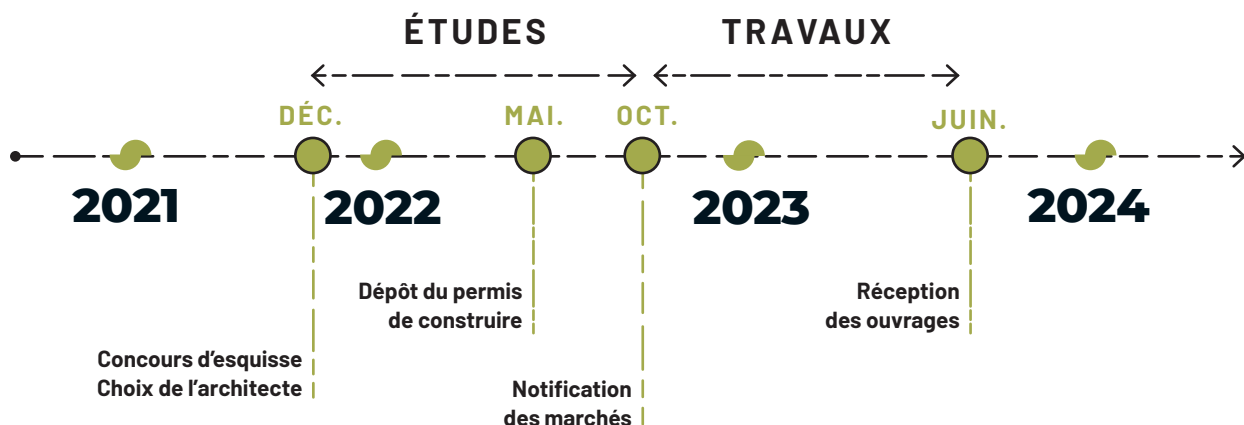 ÉTUDES
TRAVAUX
DÉC.
MAI.
OCT.
JUIN.
2021
2022
2023
2024
Dépôt du permis
de construire
Réception
des ouvrages
Concours d’esquisse
Choix de l’architecte
Notification
des marchés